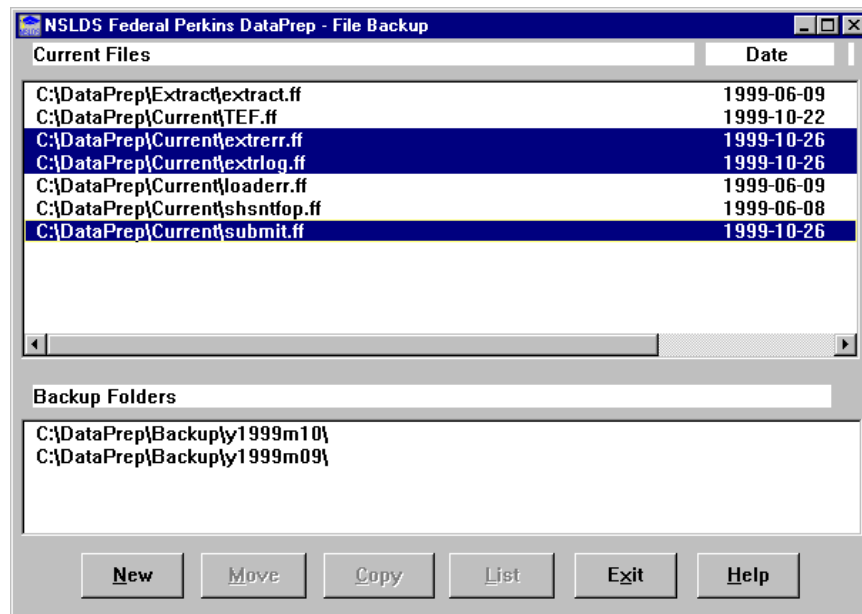 NSLDS Federal Perkins DataPrep - File Backup
Current Files Date
C:\DataPrep\Extract\extract.ff 1999-06-09
C:\DataPrep\Current\TEF.ff 1999-10-22
C:\DataPrep\Current\extrerr.ff 1999-10-26
C:\DataPrep\Current\extrlog.ff 1999-10-26
C:\DataPrep\Current\loaderr.ff 1999-06-09
C:\DataPrep\Current\shsntfop.ff 1999-06-08
C:\DataPrep\Current\submit.ff 1999-10-26
Backup Folders
C:\DataPrep\Backup\y1999m10\
C:\DataPrep\Backup\y1999m09\
New Move Copy List Exit Help